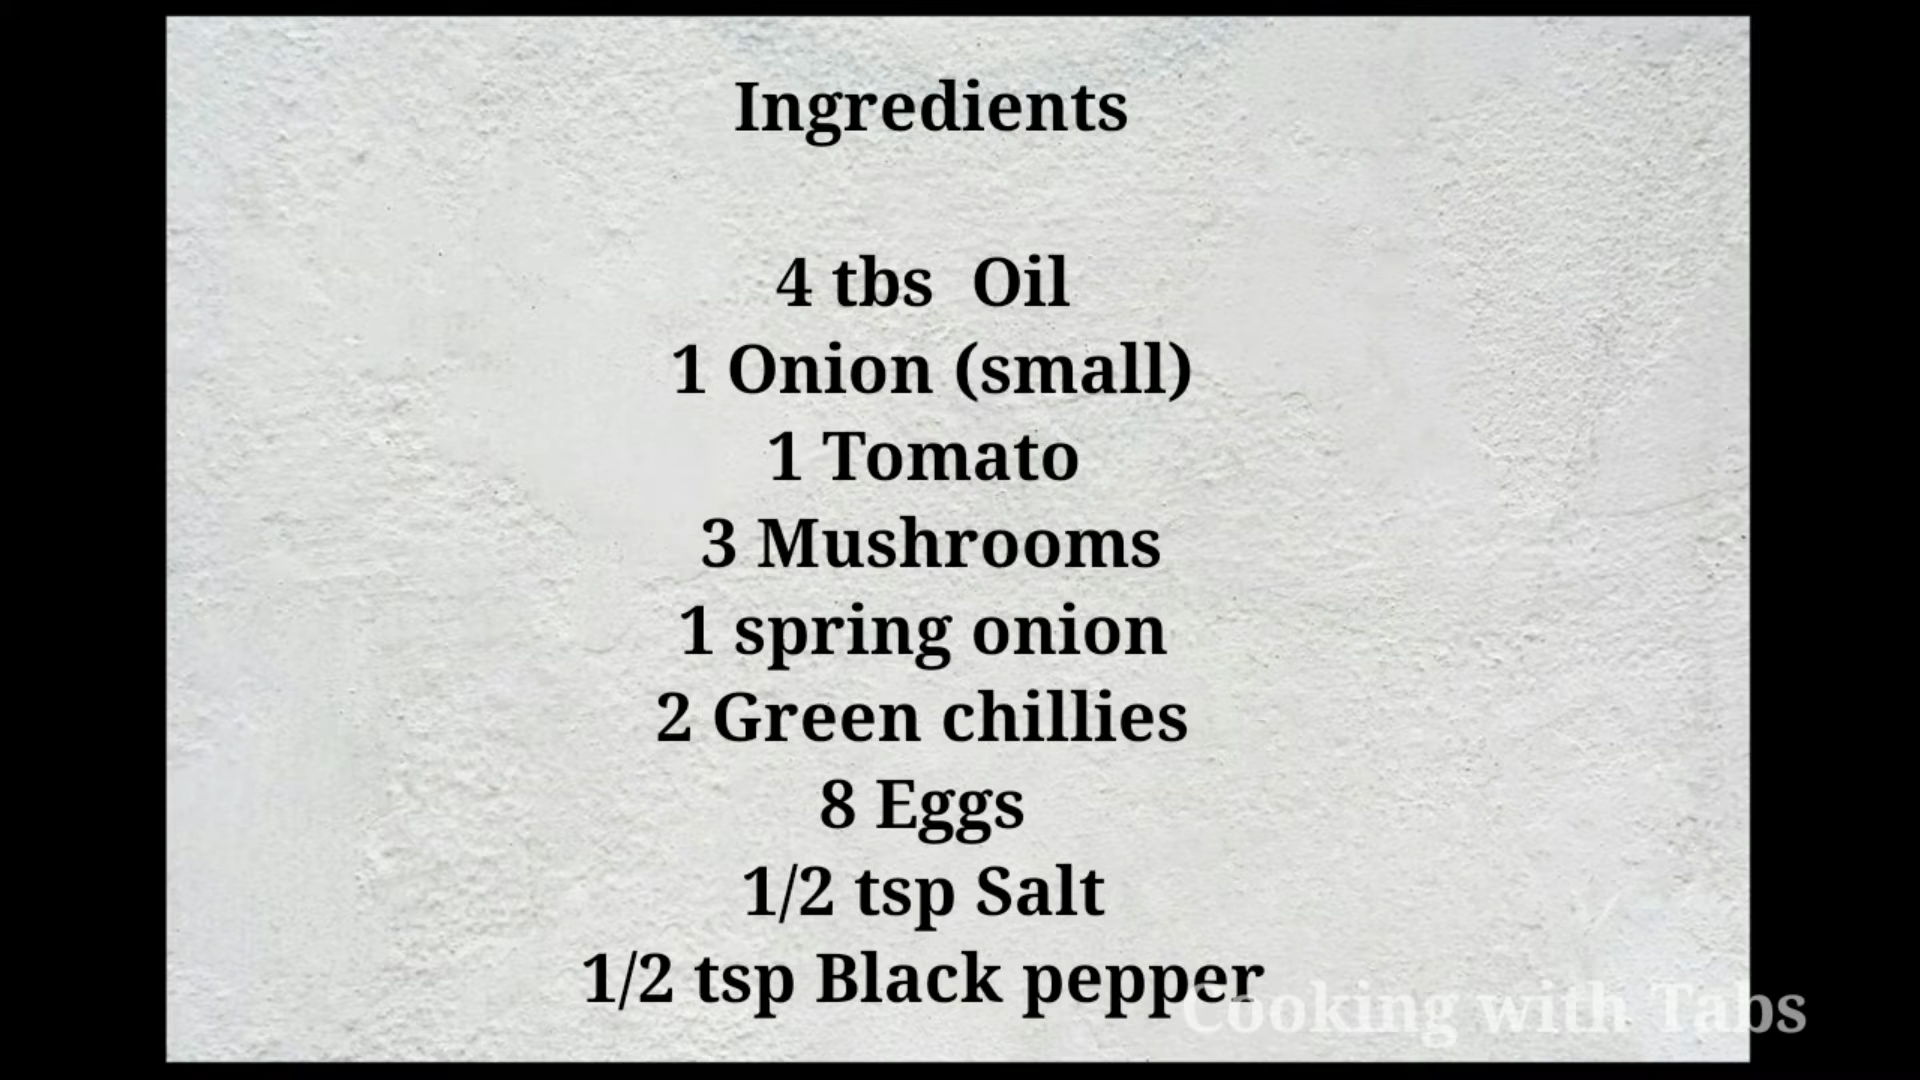 Ingredients
4 tbs Oil
1 Onion (small)
1 Tomato
3 Mushrooms
1 spring onion
2 Green chillies
8 Eggs
1/2 tsp Salt
1/2 tsp Black pepper
Cooking with Tabs